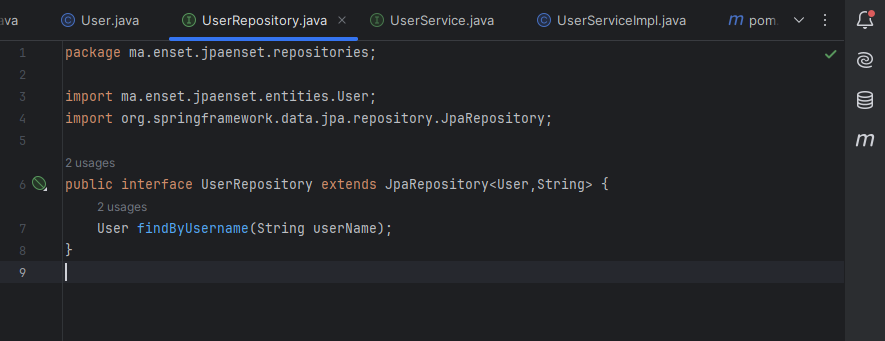 ava
User.java
UserRepository.java
UserService.java
UserServiceImpl.java
m pom.
1 package ma.enset.jpaenset.repositories;
2
3 import ma.enset.jpaenset.entities.User;
4 import org.springframework.data.jpa.repository.JpaRepository;
5
2 usages
6 public interface UserRepository extends JpaRepository<User,String> {
2 usages
7 User findByUsername(String userName);
8 }
9
m